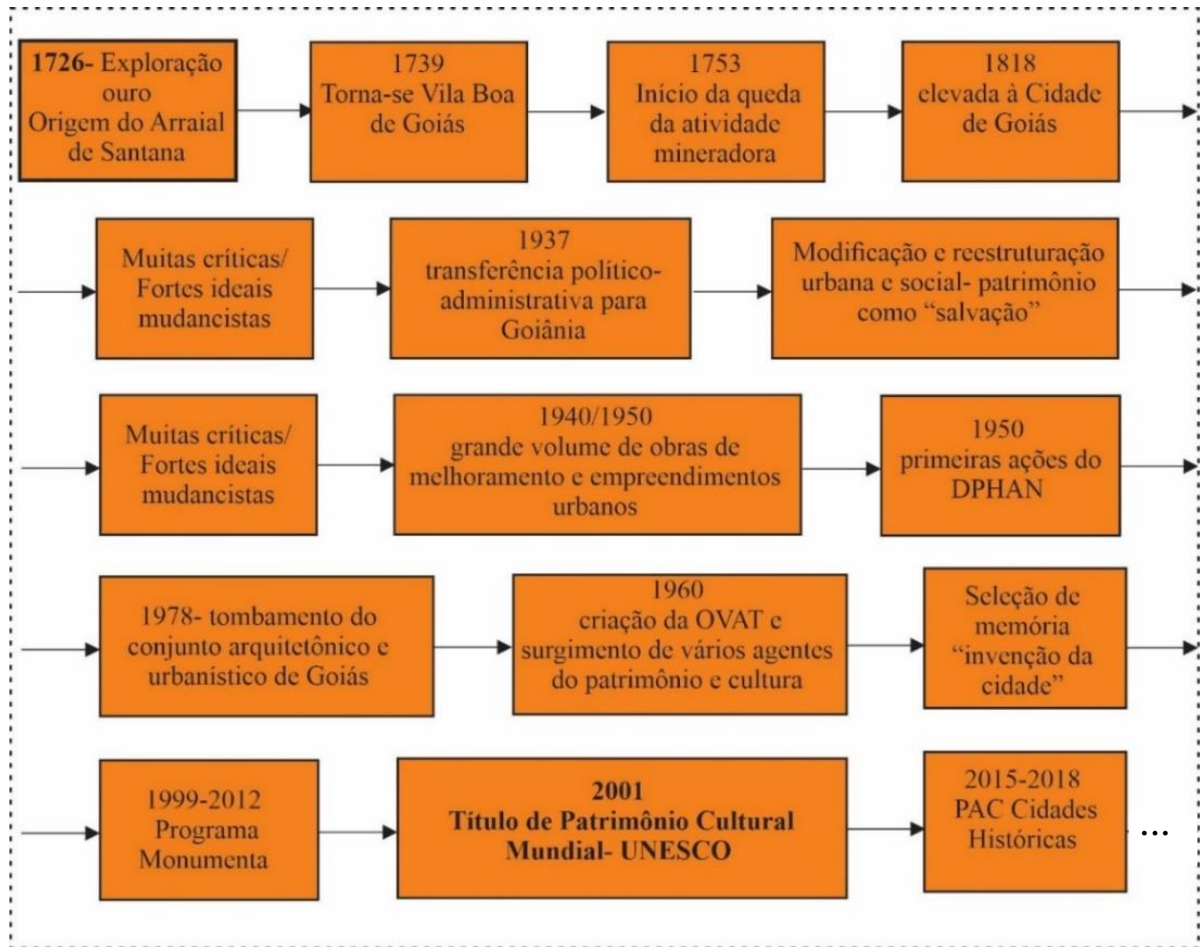 1726- Exploração
ouro
Origem do Arraial
de Santana
1739
Torna-se Vila Boa
de Goiás
1753
Início da queda
da atividade
mineradora
1818
elevada à Cidade
de Goiás
Muitas críticas/
Fortes ideais
mudancistas
1937
transferência político-
administrativa para
Goiânia
Modificação e reestruturação
urbana e social- patrimônio
como “salvação”
Muitas críticas/
Fortes ideais
mudancistas
1940/1950
grande volume de obras de
melhoramento e empreendimentos
urbanos
1950
primeiras ações do
DPHAN
1978- tombamento do
conjunto arquitetônico e
urbanístico de Goiás
1960
criação da OVAT e
surgimento de vários agentes
do patrimônio e cultura
Seleção de
memória
“invenção da
cidade”
1999-2012
Programa
Monumenta
2001
Título de Patrimônio Cultural
Mundial- UNESCO
2015-2018
PAC Cidades
Históricas
...